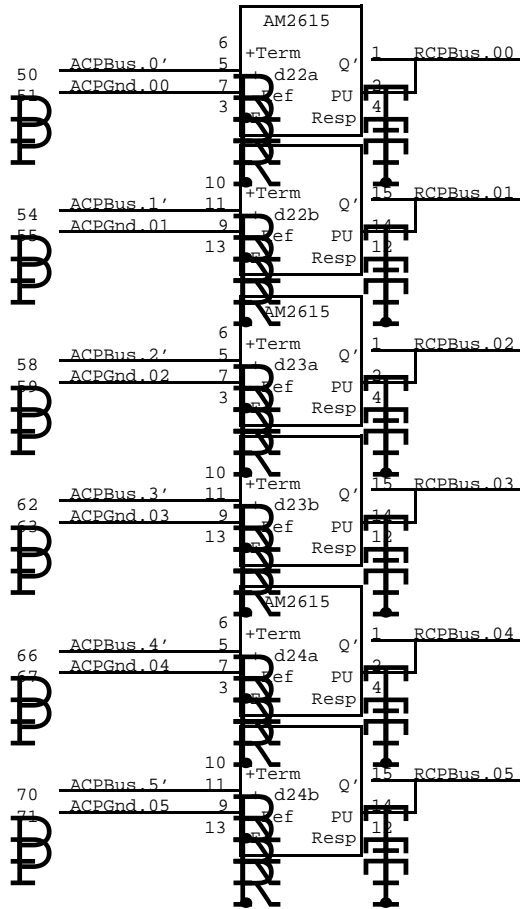 AM2615
6 +Term 1 RCPBus.00
50 ACPBus.0' 5 + Q'
51 ACPGnd.00 7 d22a 2
3 Ref PU 4
E Resp
10 +Term 15 RCPBus.01
54 ACPBus.1' 11 + Q'
55 ACPGnd.01 9 d22b 14
13 Ref PU 12
E Resp
AM2615
6 +Term 1 RCPBus.02
58 ACPBus.2' 5 + Q'
59 ACPGnd.02 7 d23a 2
3 Ref PU 4
E Resp
10 +Term 15 RCPBus.03
62 ACPBus.3' 11 + Q'
63 ACPGnd.03 9 d23b 14
13 Ref PU 12
E Resp
AM2615
6 +Term 1 RCPBus.04
66 ACPBus.4' 5 + Q'
67 ACPGnd.04 7 d24a 2
3 Ref PU 4
E Resp
10 +Term 15 RCPBus.05
70 ACPBus.5' 11 + Q'
71 ACPGnd.05 9 d24b 14
13 Ref PU 12
E Resp